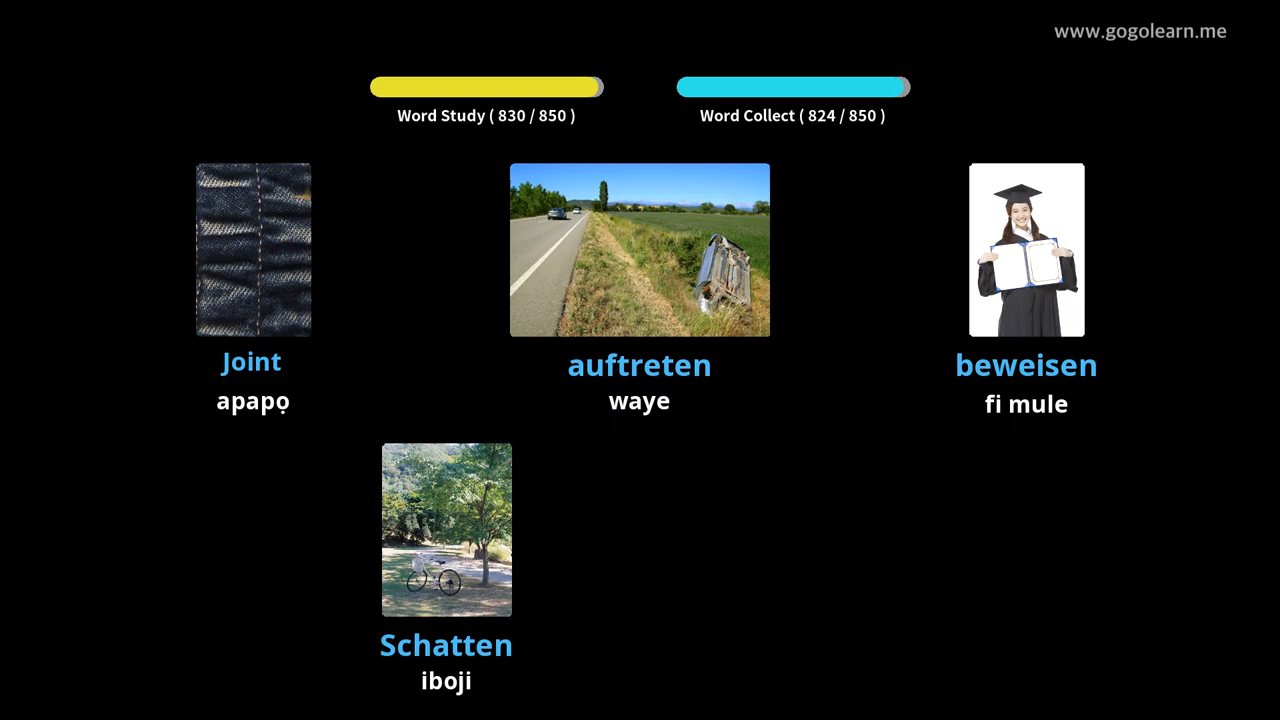 www.gogolearn.me
Word Study ( 830 / 850 )
Word Collect ( 824 / 850 )
Joint
apapọ
auftreten
waye
beweisen
fi mule
Schatten
iboji